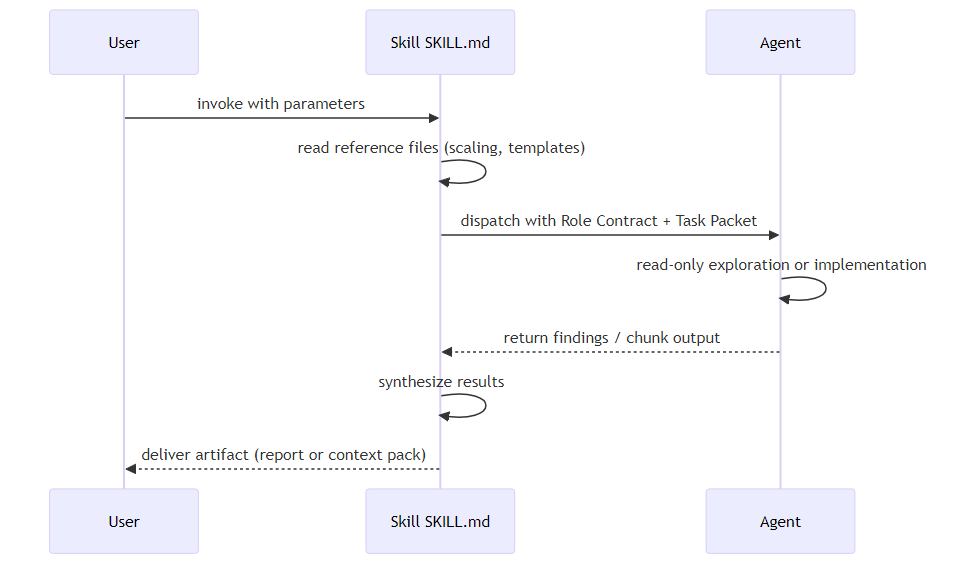 User
Skill SKILL.md
Agent
invoke with parameters
read reference files (scaling, templates)
dispatch with Role Contract + Task Packet
read-only exploration or implementation
return findings / chunk output
synthesize results
deliver artifact (report or context pack)
User
Skill SKILL.md
Agent